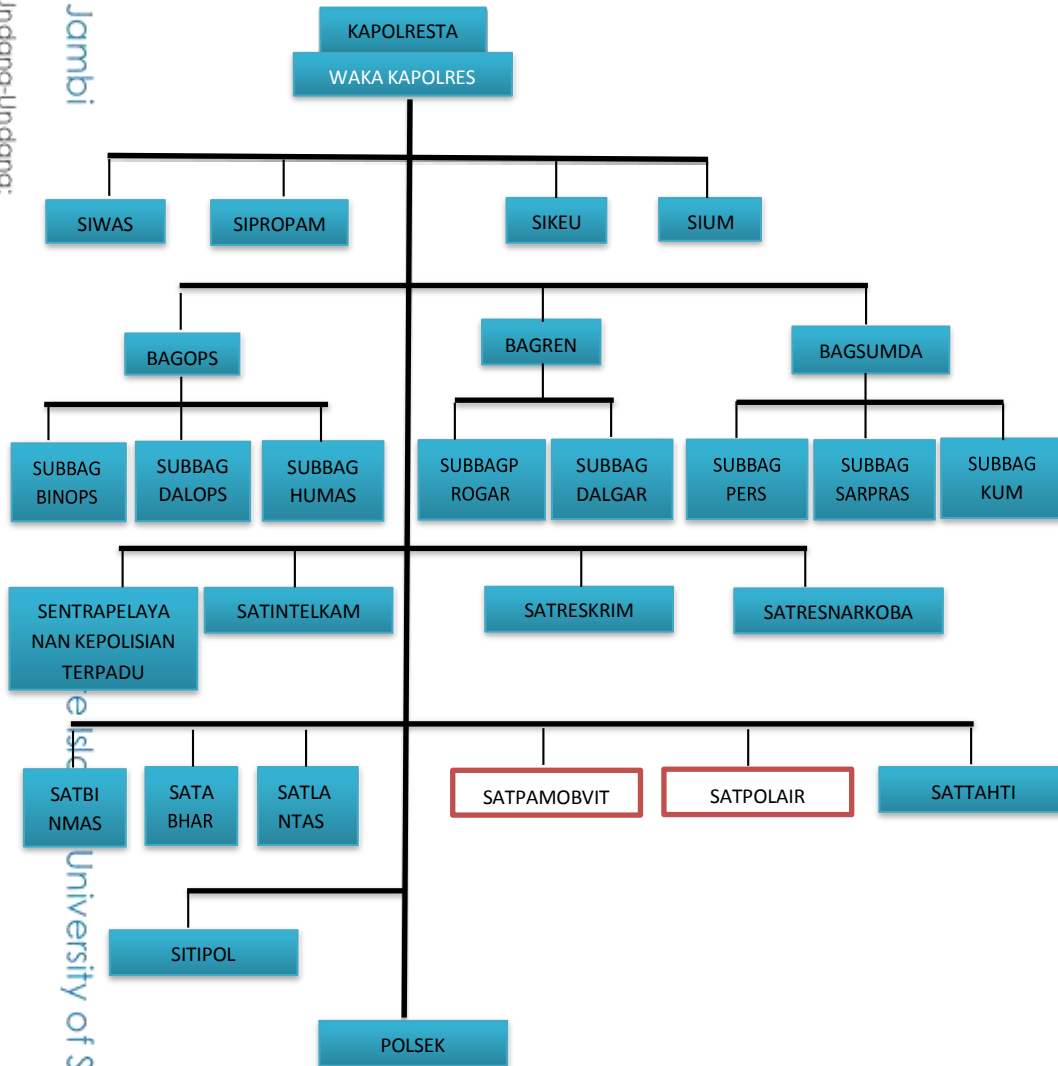 Jambi
Undang-Undang:
KAPOLRESTA
WAKA KAPOLRES
SIWAS
SIPROPAM
SIKEU
SIUM
BAGOPS
BAGREN
BAGSUMDA
SUBBAG
BINOPS
SUBBAG
DALOPS
SUBBAG
HUMAS
SUBBAGP
ROGAR
SUBBAG
DALGAR
SUBBAG
PERS
SUBBAG
SARPRAS
SUBBAG
KUM
SENTRAPELAYA
NAN KEPOLISIAN
TERPADU
SATINTELKAM
SATRESKRIM
SATRESNARKOBA
SATBI
NMAS
SATA
BHAR
SATLA
NTAS
SATPAMOBVIT
SATPOLAIR
SATTAHTI
University of S
SITIPOL
POLSEK